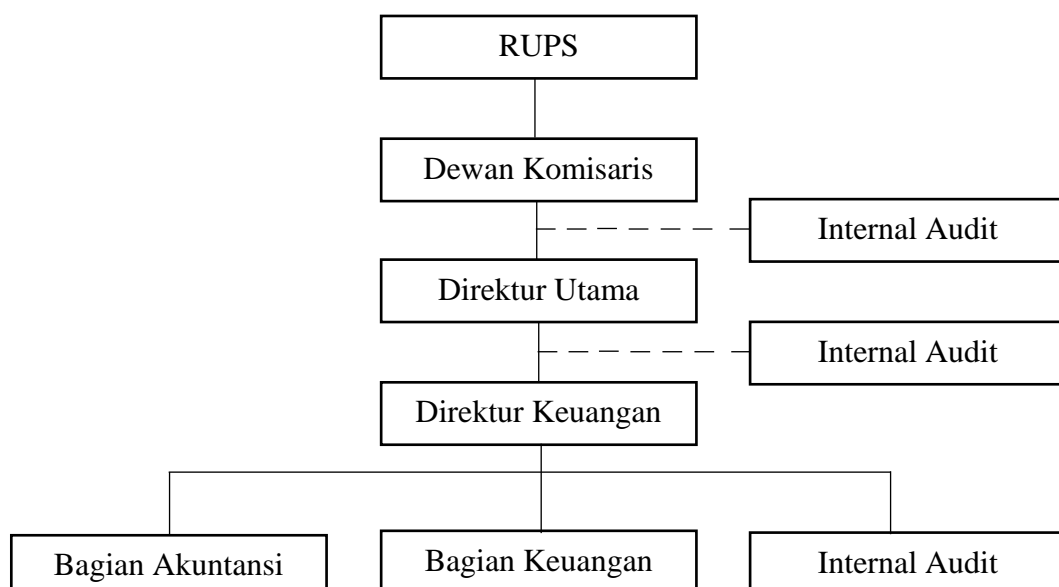 RUPS
Dewan Komisaris
Internal Audit
Direktur Utama
Internal Audit
Direktur Keuangan
Bagian Akuntansi
Bagian Keuangan
Internal Audit